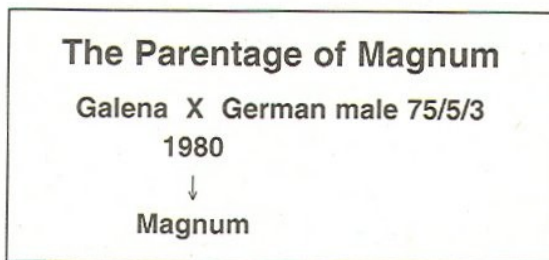 The Parentage of Magnum
Galena X German male 75/5/3
1980
↓
Magnum